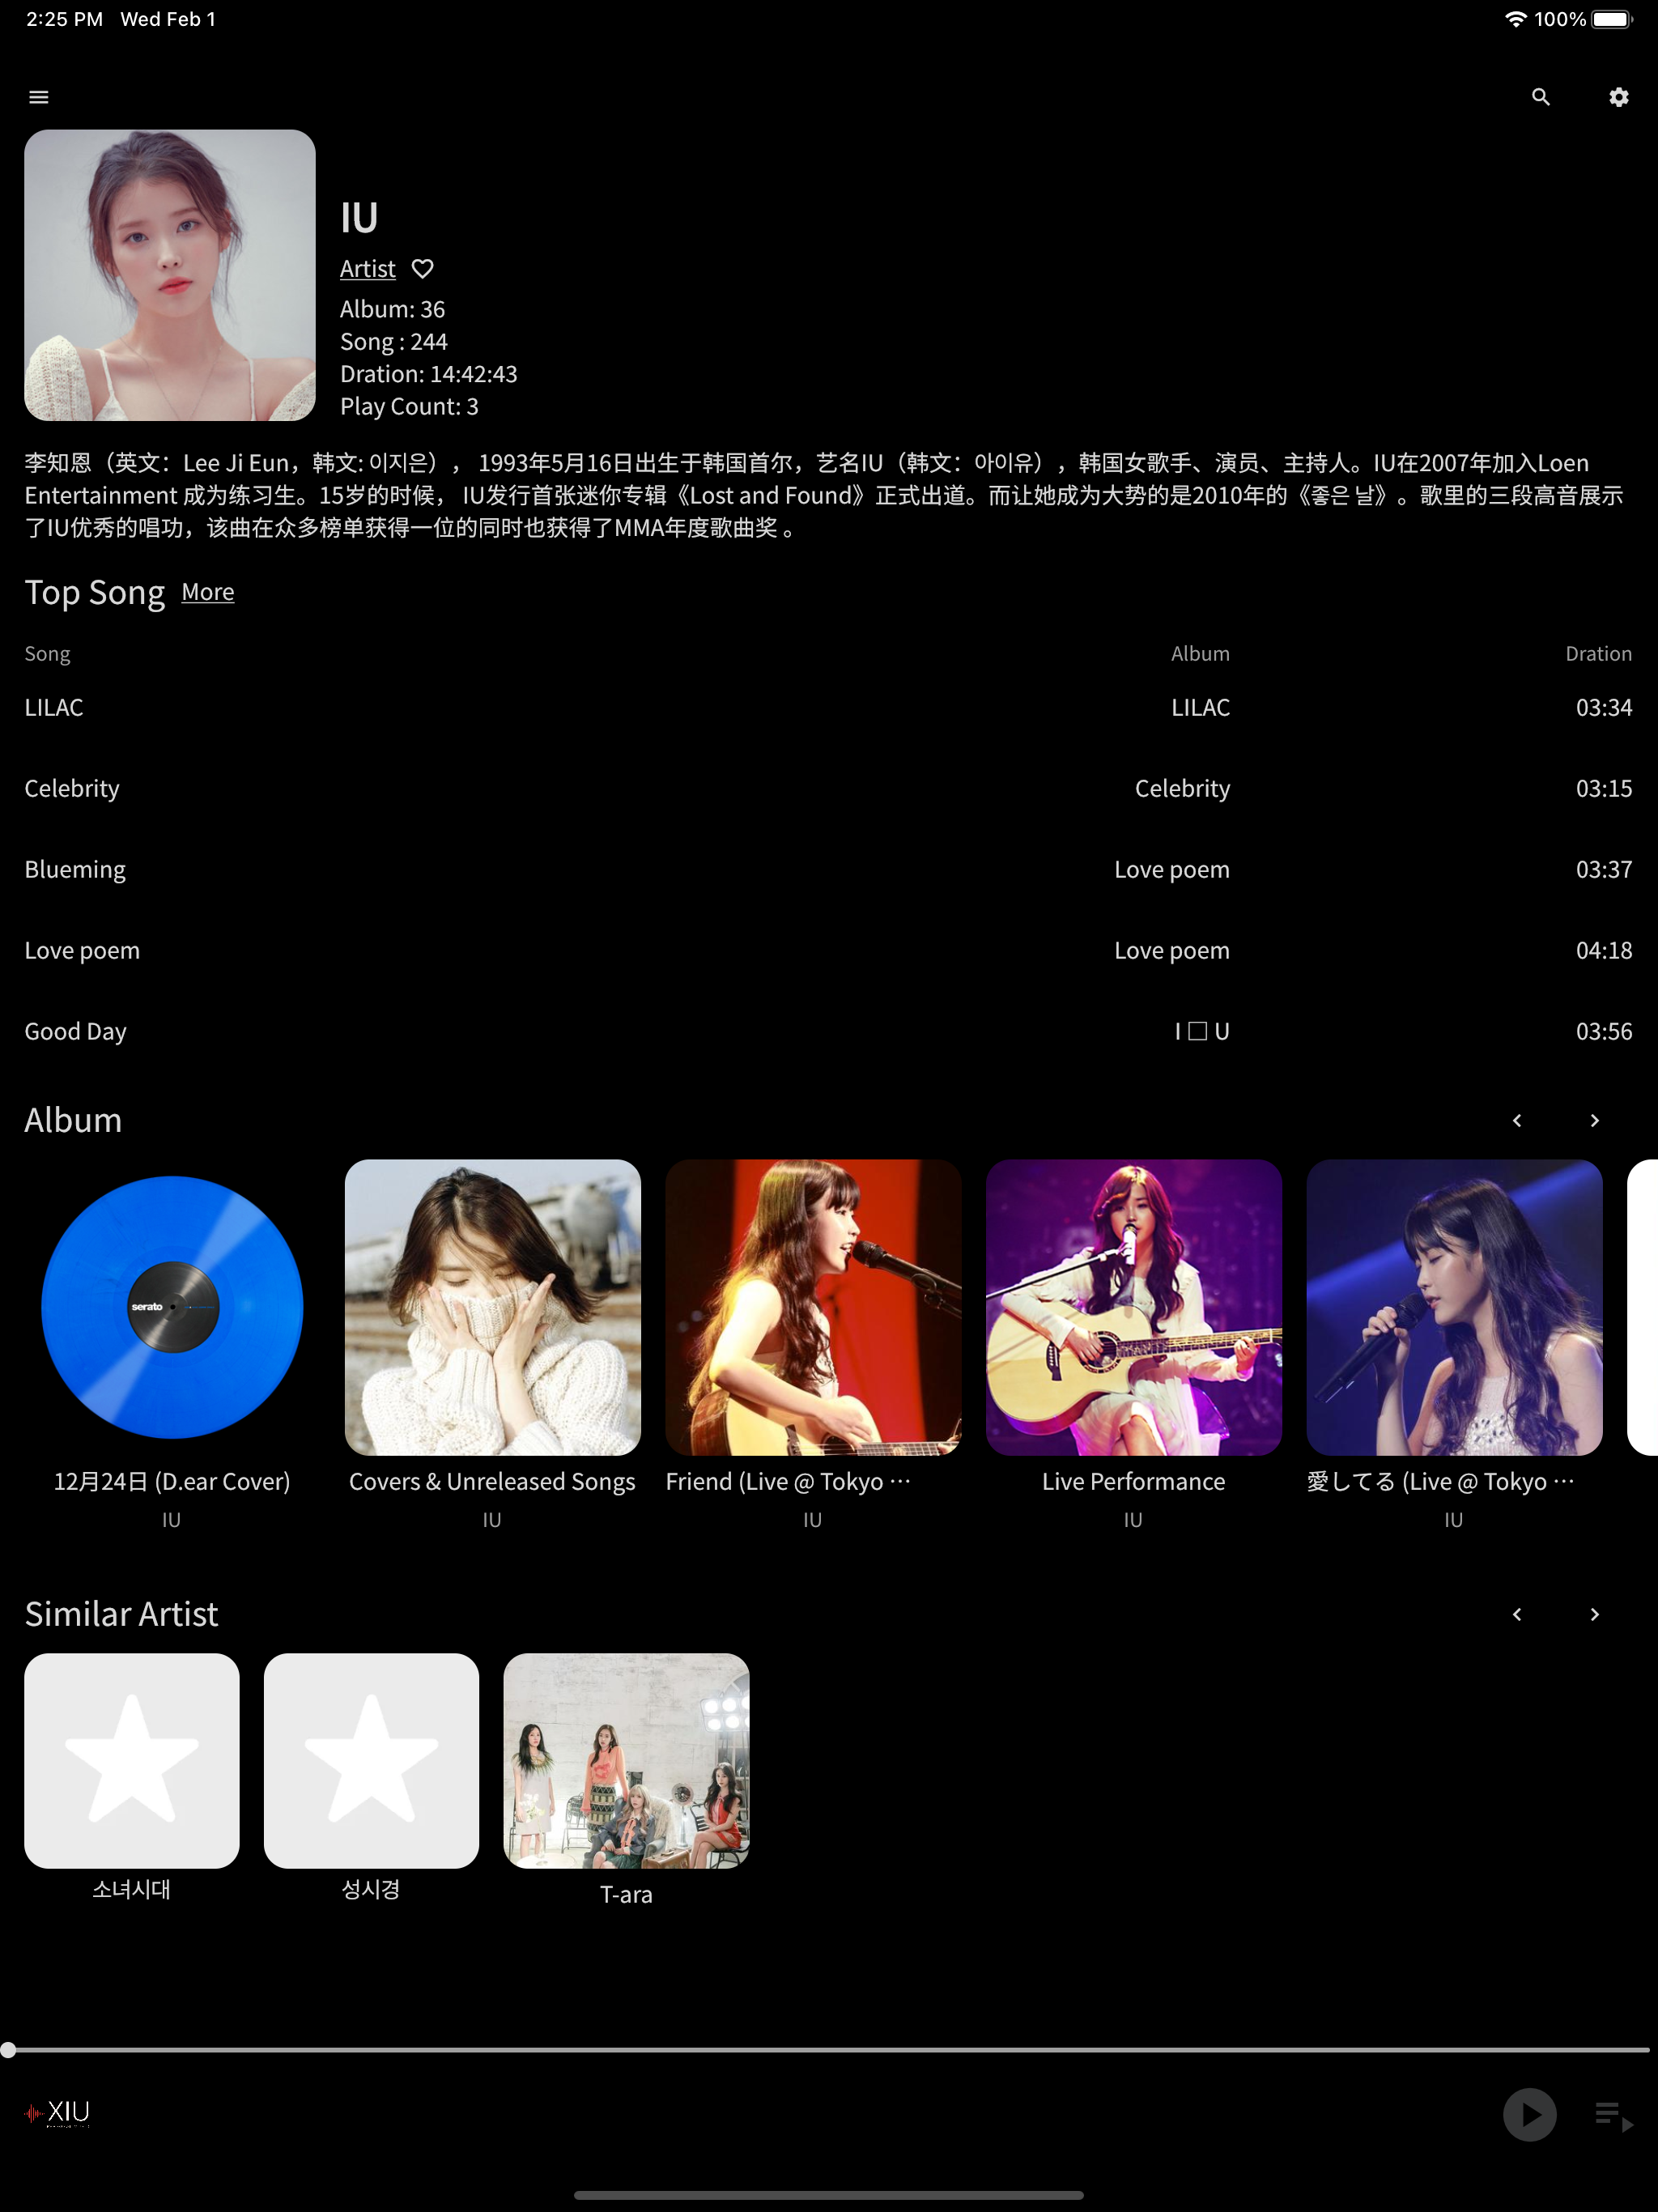 2:25 PM Wed Feb 1 100%
IU
Artist
Album: 36
Song : 244
Dration: 14:42:43
Play Count: 3
李知恩（英文：Lee Ji Eun，韩文: 이지은）， 1993年5月16日出生于韩国首尔，艺名IU（韩文：아이유），韩国女歌手、演员、主持人。IU在2007年加入Loen
Entertainment 成为练习生。15岁的时候， IU发行首张迷你专辑《Lost and Found》正式出道。而让她成为大势的是2010年的《좋은 날》。歌里的三段高音展示
了IU优秀的唱功，该曲在众多榜单获得一位的同时也获得了MMA年度歌曲奖 。
Top Song More
Song Album Dration
LILAC LILAC 03:34
Celebrity Celebrity 03:15
Blueming Love poem 03:37
Love poem Love poem 04:18
Good Day I □ U 03:56
Album
serato
12月24日 (D.ear Cover) Covers & Unreleased Songs Friend (Live @ Tokyo ⋯ Live Performance 愛してる (Live @ Tokyo ⋯
IU IU IU IU IU
Similar Artist
소녀시대 성시경 T-ara
XIU